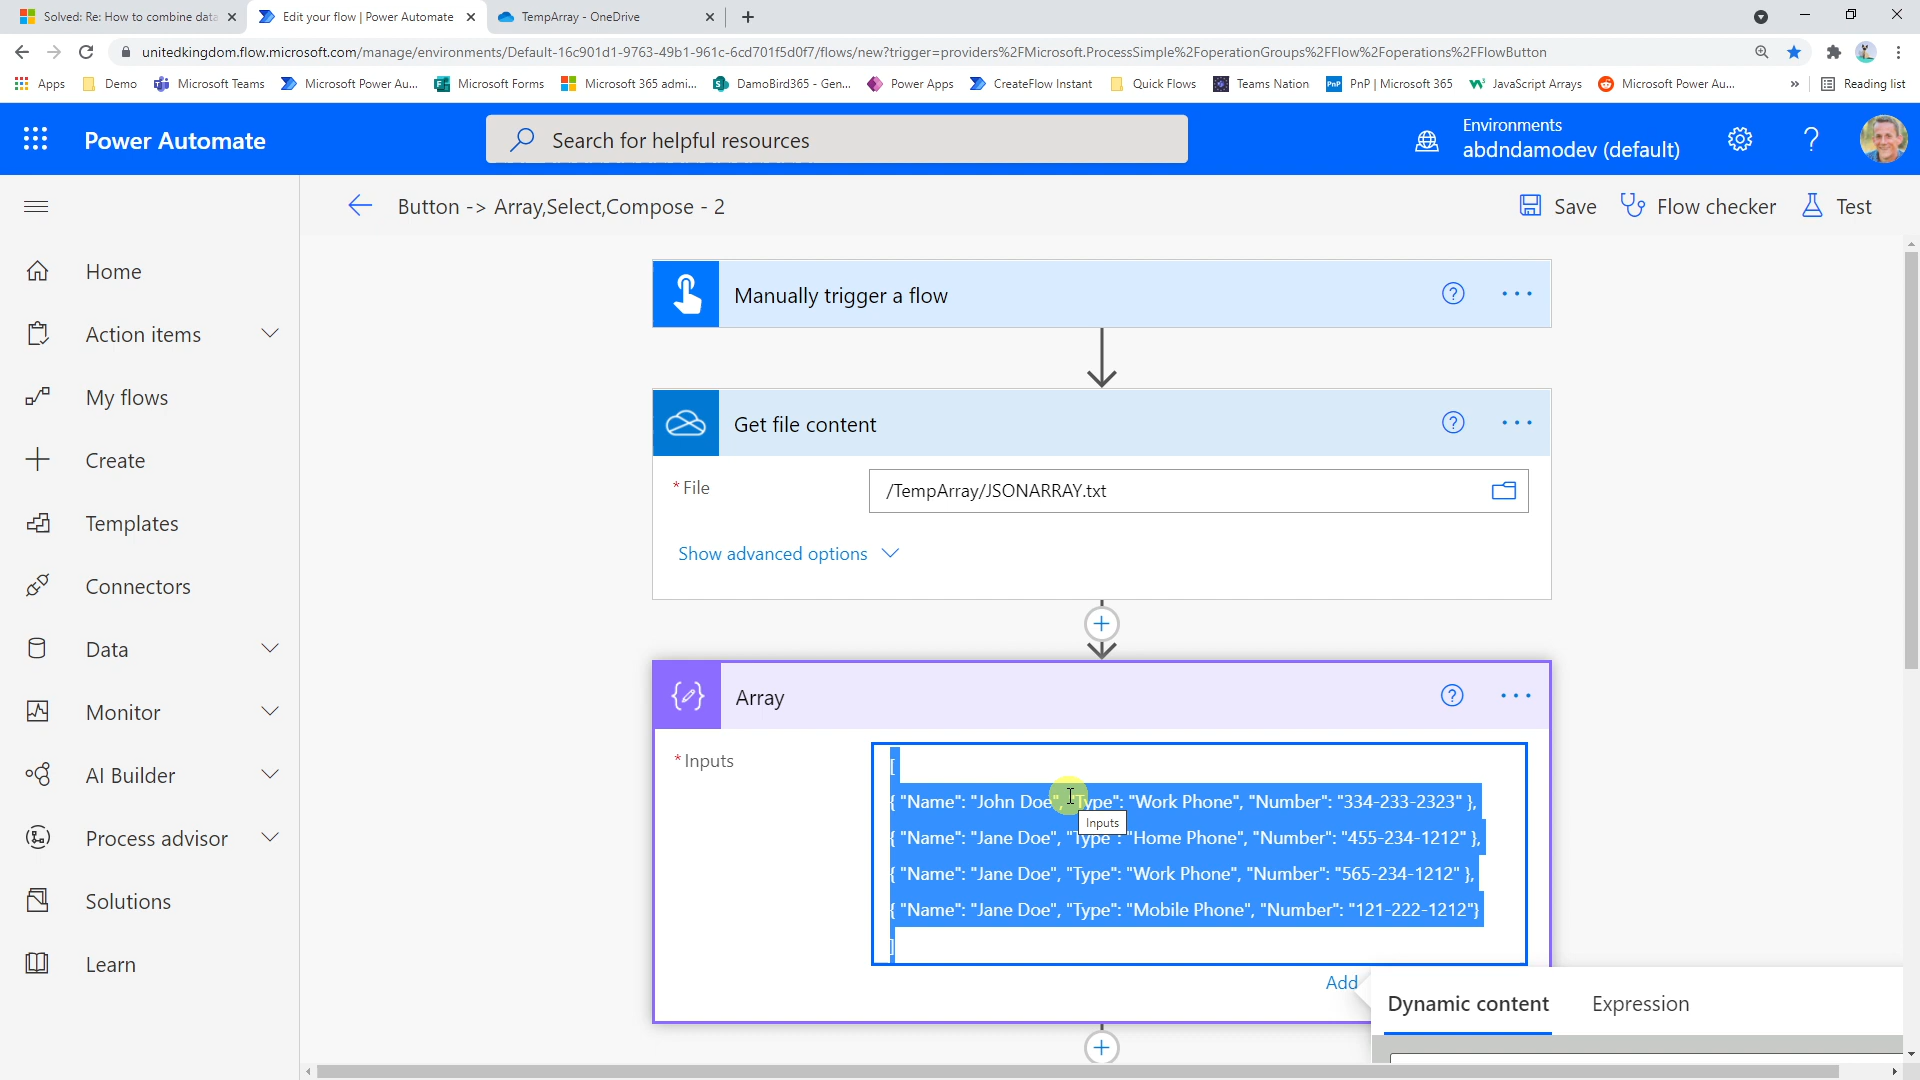 Solved: Re: How to combine data
Edit your flow | Power Automate
TempArray - OneDrive
unitedkingdom.flow.microsoft.com/manage/environments/Default-16c901d1-9763-49b1-961c-6cd701f5d0f7/flows/new?trigger=providers%2FMicrosoft.ProcessSimple%2FoperationGroups%2FFlow%2Foperations%2FFlowButton
Apps Demo Microsoft Teams Microsoft Power Au... Microsoft Forms Microsoft 365 admi... DamoBird365 - Gen... Power Apps CreateFlow Instant Quick Flows Teams Nation PnP PnP | Microsoft 365 JavaScript Arrays Microsoft Power Au... » Reading list
Power Automate
Search for helpful resources
Environments
abdndamodev (default)
Button -> Array,Select,Compose - 2
Save Flow checker Test
Home
Action items
My flows
Create
Templates
Connectors
Data
Monitor
AI Builder
Process advisor
Solutions
Learn
Manually trigger a flow
Get file content
* File
/TempArray/JSONARRAY.txt
Show advanced options
Array
* Inputs
[
{ "Name": "John Doe", "Type": "Work Phone", "Number": "334-233-2323" },
{ "Name": "Jane Doe", "Type": "Home Phone", "Number": "455-234-1212" },
{ "Name": "Jane Doe", "Type": "Work Phone", "Number": "565-234-1212" },
{ "Name": "Jane Doe", "Type": "Mobile Phone", "Number": "121-222-1212"}
]
Inputs
Add
Dynamic content Expression